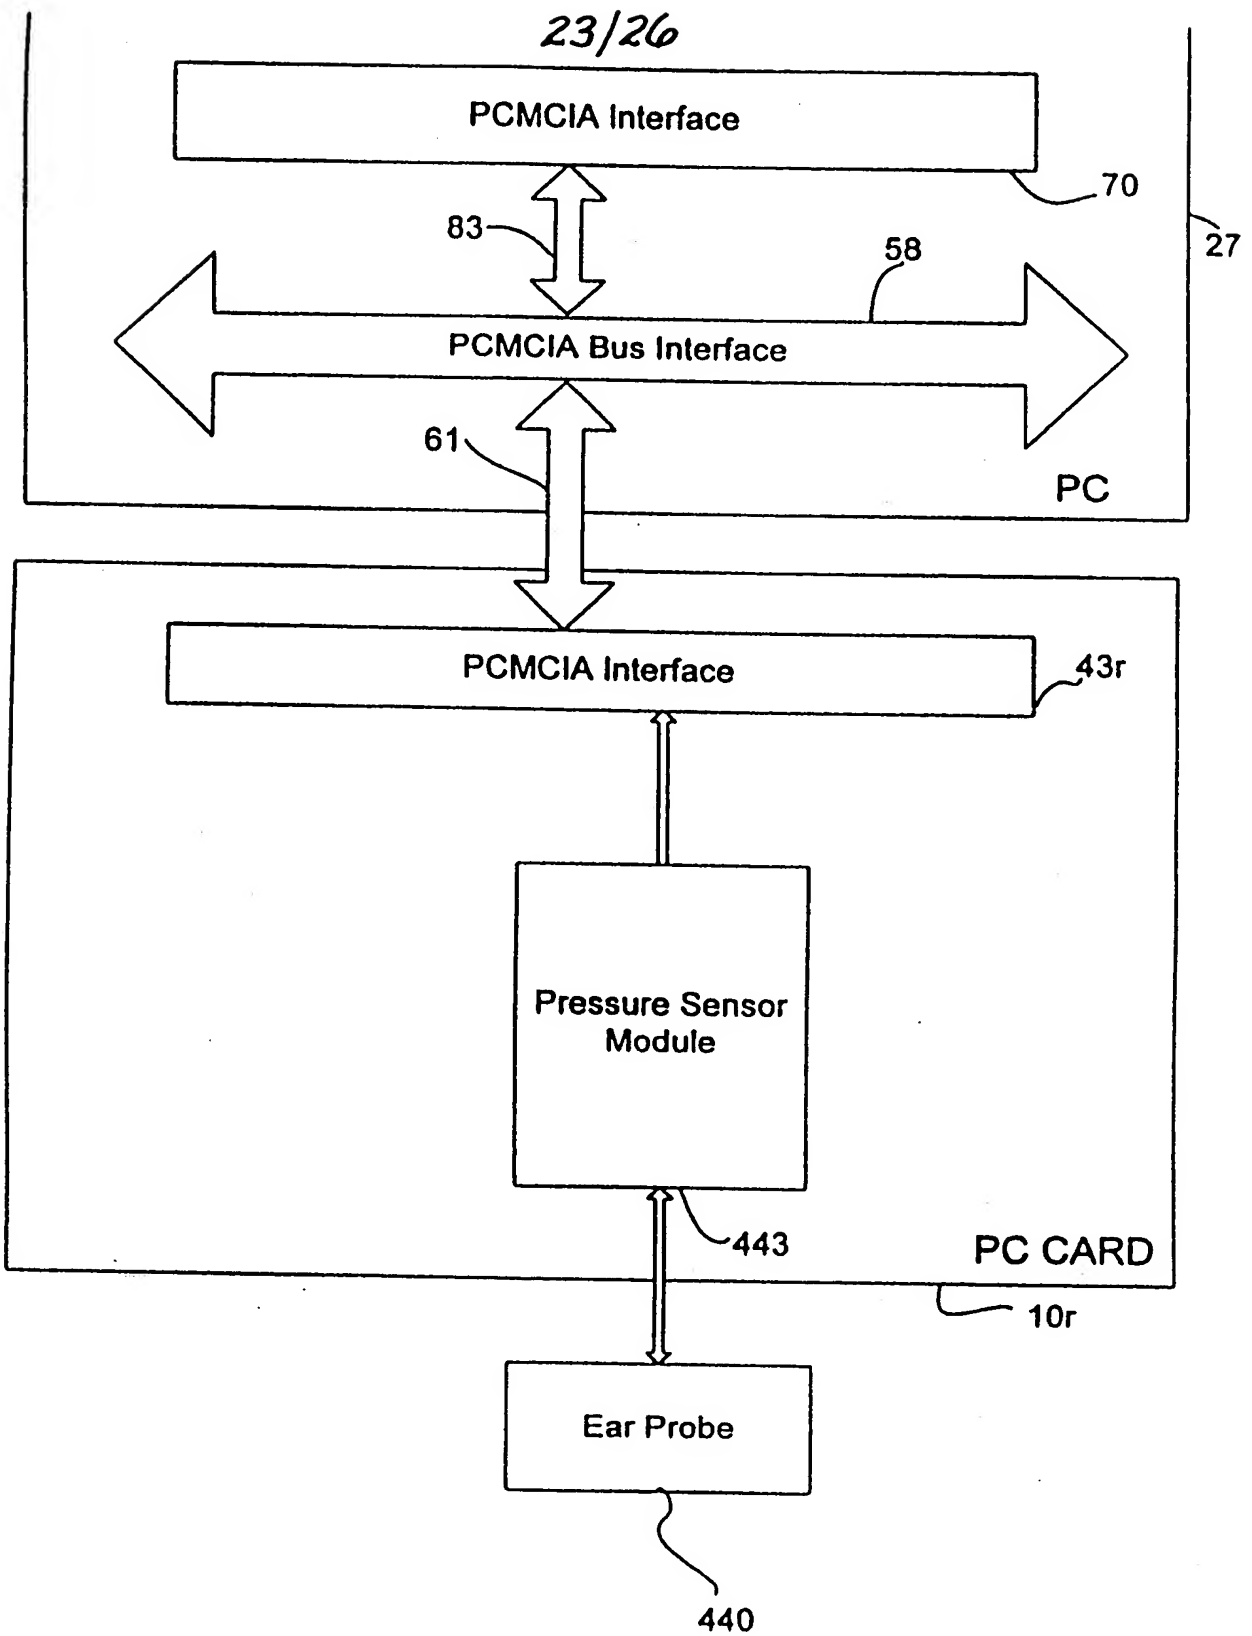 23/26
PCMCIA Interface
70
83
27
58
PCMCIA Bus Interface
61
PC
PCMCIA Interface
43r
Pressure Sensor
Module
443
PC CARD
10r
Ear Probe
440